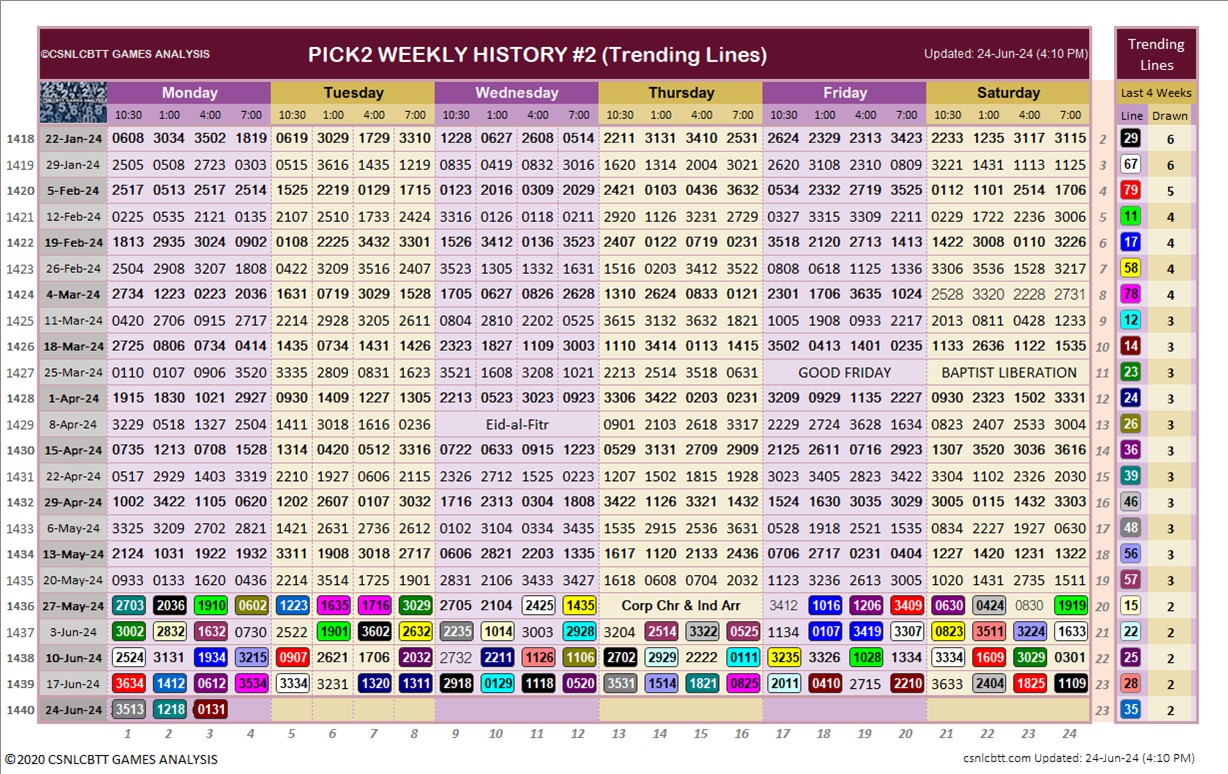 ©CSNLCBTT GAMES ANALYSIS PICK2 WEEKLY HISTORY #2 (Trending Lines) Updated: 24-Jun-24 (4:10 PM) Trending Lines
Monday Tuesday Wednesday Thursday Friday Saturday Last 4 Weeks
10:30 1:00 4:00 7:00 10:30 1:00 4:00 7:00 10:30 1:00 4:00 7:00 10:30 1:00 4:00 7:00 10:30 1:00 4:00 7:00 10:30 1:00 4:00 7:00 Line Drawn
1418 22-Jan-24 0608 3034 3502 1819 0619 3029 1729 3310 1228 0627 2608 0514 2211 3131 3410 2531 2624 2329 2313 3423 2233 1235 3117 3115 2 29 6
1419 29-Jan-24 2505 0508 2723 0303 0515 3616 1435 1219 0835 0419 0832 3016 1620 1314 2004 3021 2620 3108 2310 0809 3221 1431 1113 1125 3 67 6
1420 5-Feb-24 2517 0513 2517 2514 1525 2219 0129 1715 0123 2016 0309 2029 2421 0103 0436 3632 0534 2332 2719 3525 0112 1101 2514 1706 4 79 5
1421 12-Feb-24 0225 0535 2121 0135 2107 2510 1733 2424 3316 0126 0118 0211 2920 1126 3231 2729 0327 3315 3309 2211 0229 1722 2236 3006 5 11 4
1422 19-Feb-24 1813 2935 3024 0902 0108 2225 3432 3301 1526 3412 0136 3523 2407 0122 0719 0231 3518 2120 2713 1413 1422 3008 0110 3226 6 17 4
1423 26-Feb-24 2504 2908 3207 1808 0422 3209 3516 2407 3523 1305 1332 1631 1516 0203 3412 3522 0808 0618 1125 1336 3306 3536 1528 3217 7 58 4
1424 4-Mar-24 2734 1223 0223 2036 1631 0719 3029 1528 1705 0627 0826 2628 1310 2624 0833 0121 2301 1706 3635 1024 2528 3320 2228 2731 8 78 4
1425 11-Mar-24 0420 2706 0915 2717 2214 2928 3205 2611 0804 2810 2202 0525 3615 3132 3632 1821 1005 1908 0933 2217 2013 0811 0428 1233 9 12 3
1426 18-Mar-24 2725 0806 0734 0414 1435 0734 1431 1426 2323 1827 1109 3003 1110 3414 0113 1415 3502 0413 1401 0235 1133 2636 1122 1535 10 14 3
1427 25-Mar-24 0110 0107 0906 3520 3335 2809 0831 1623 3521 1608 3208 1021 2213 2514 3518 0631 GOOD FRIDAY BAPTIST LIBERATION 11 23 3
1428 1-Apr-24 1915 1830 1021 2927 0930 1409 1227 1305 2213 0523 3023 0923 3306 3422 0203 0231 3209 0929 1135 2227 0930 2323 1502 3331 12 24 3
1429 8-Apr-24 3229 0518 1327 2504 1411 3018 1616 0236 Eid-al-Fitr 0901 2103 2618 3317 2229 2724 3628 1634 0823 2407 2533 3004 13 26 3
1430 15-Apr-24 0735 1213 0708 1528 1314 0420 0512 3319 0722 0633 0915 1223 0529 3131 2709 2909 2125 2611 0716 2923 1307 3520 3036 3616 14 36 3
1431 22-Apr-24 0517 2929 1403 3319 2210 1927 0606 2113 2326 2713 1525 0223 1207 1502 1815 1928 3023 3405 2823 3422 3304 1102 2326 2030 15 39 3
1432 29-Apr-24 1002 3422 1105 0620 1202 2607 0107 3032 1716 2313 0304 1808 3422 1126 3321 1432 1524 1630 3035 3029 3005 0115 1432 3303 16 46 3
1433 6-May-24 3325 3209 2702 2821 1421 2631 2736 2612 0102 3104 0334 3435 1535 2915 2536 3631 0528 1918 2521 1535 0834 2227 1927 0630 17 48 3
1434 13-May-24 2124 1031 1922 1932 3311 1908 3018 2717 0606 2821 2203 1335 1617 1120 2133 2436 0706 2717 0231 0404 1227 1420 1231 1322 18 56 3
1435 20-May-24 0933 0133 1620 0436 2214 3514 1725 1901 2831 2106 3433 3427 1618 0608 0704 2032 1123 3236 2613 3005 1020 1431 2735 1511 19 57 3
1436 27-May-24 2703 2036 1910 0602 1223 1635 1716 3029 2705 2104 2425 1435 Corp Chr & Ind Arr 3412 1016 1206 3409 0630 0424 0830 1919 20 15 2
1437 3-Jun-24 3002 2832 1632 0730 2522 1901 3602 2632 2235 1014 3003 2928 3204 2514 3322 0525 1134 0107 3419 3307 0823 3511 3224 1633 21 22 2
1438 10-Jun-24 2524 3131 1934 3215 0907 2621 1706 2032 2732 2211 1126 1106 2702 2929 2222 0111 3235 3326 1028 1334 3334 1609 3029 0301 22 25 2
1439 17-Jun-24 3634 1412 0612 3534 3334 3231 1320 1311 2918 0129 1118 0520 3531 1514 1821 0825 2011 0410 2715 2210 3633 2404 1825 1109 23 28 2
1440 24-Jun-24 3513 1218 0131 23 35 2
1 2 3 4 5 6 7 8 9 10 11 12 13 14 15 16 17 18 19 20 21 22 23 24
©2020 CSNLCBTT GAMES ANALYSIS csnlcbtt.com Updated: 24-Jun-24 (4:10 PM)